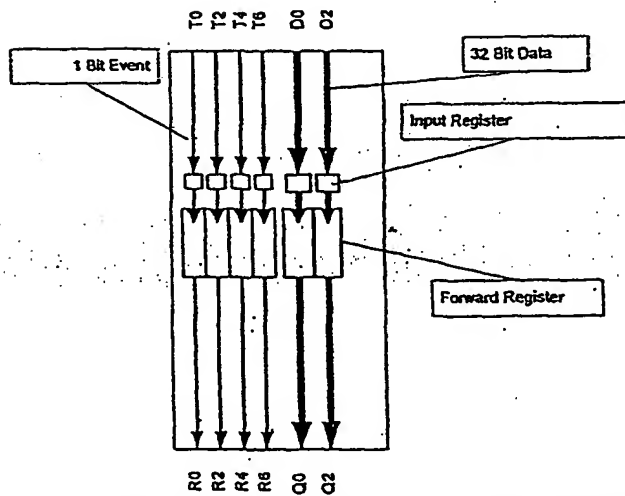 T0 T2 T4 T6 D0 D2
1 Bit Event
32 Bit Data
Input Register
Forward Register
R0 R2 R4 R6 Q0 Q2